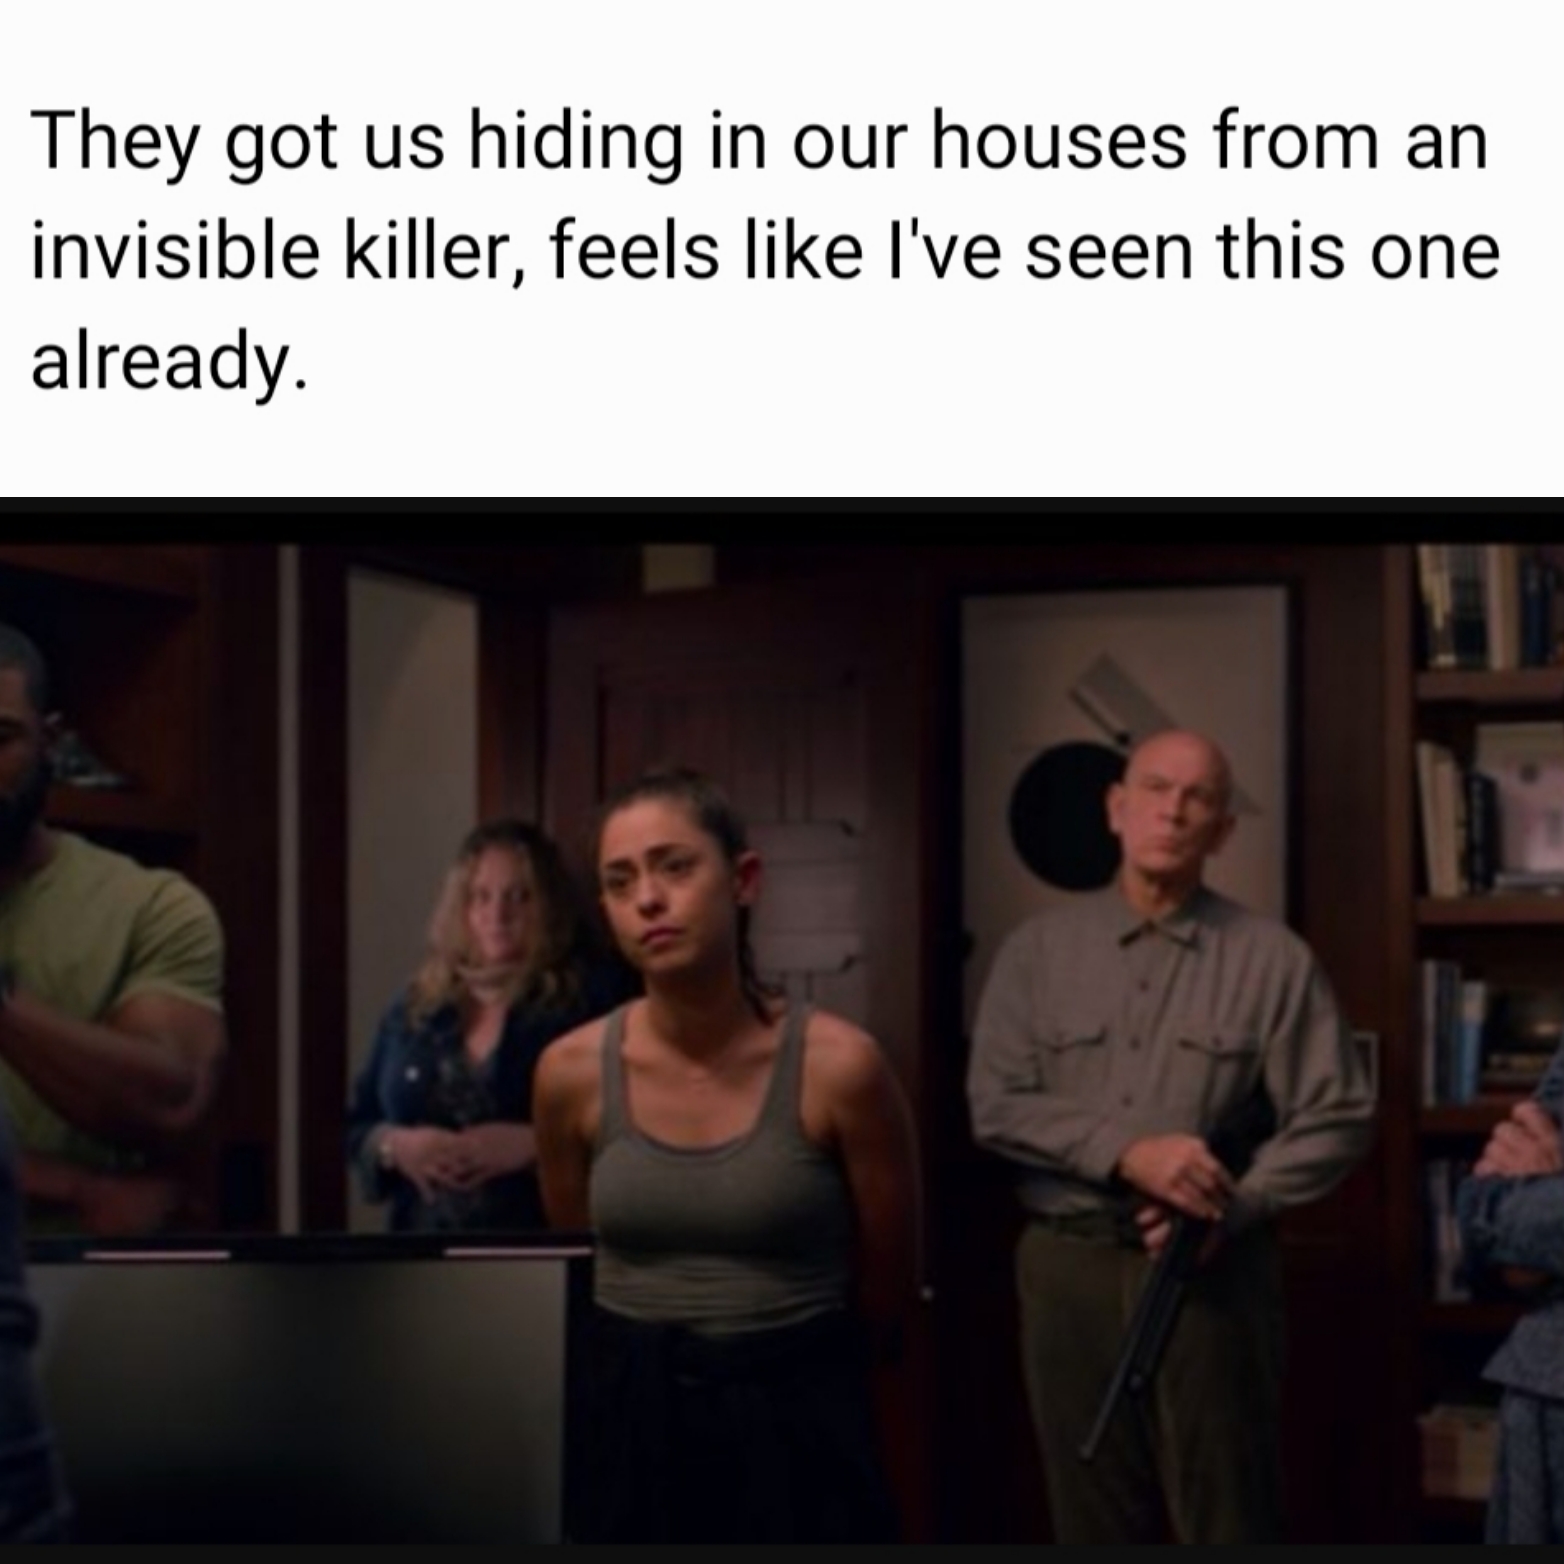 They got us hiding in our houses from an
invisible killer, feels like I've seen this one
already.